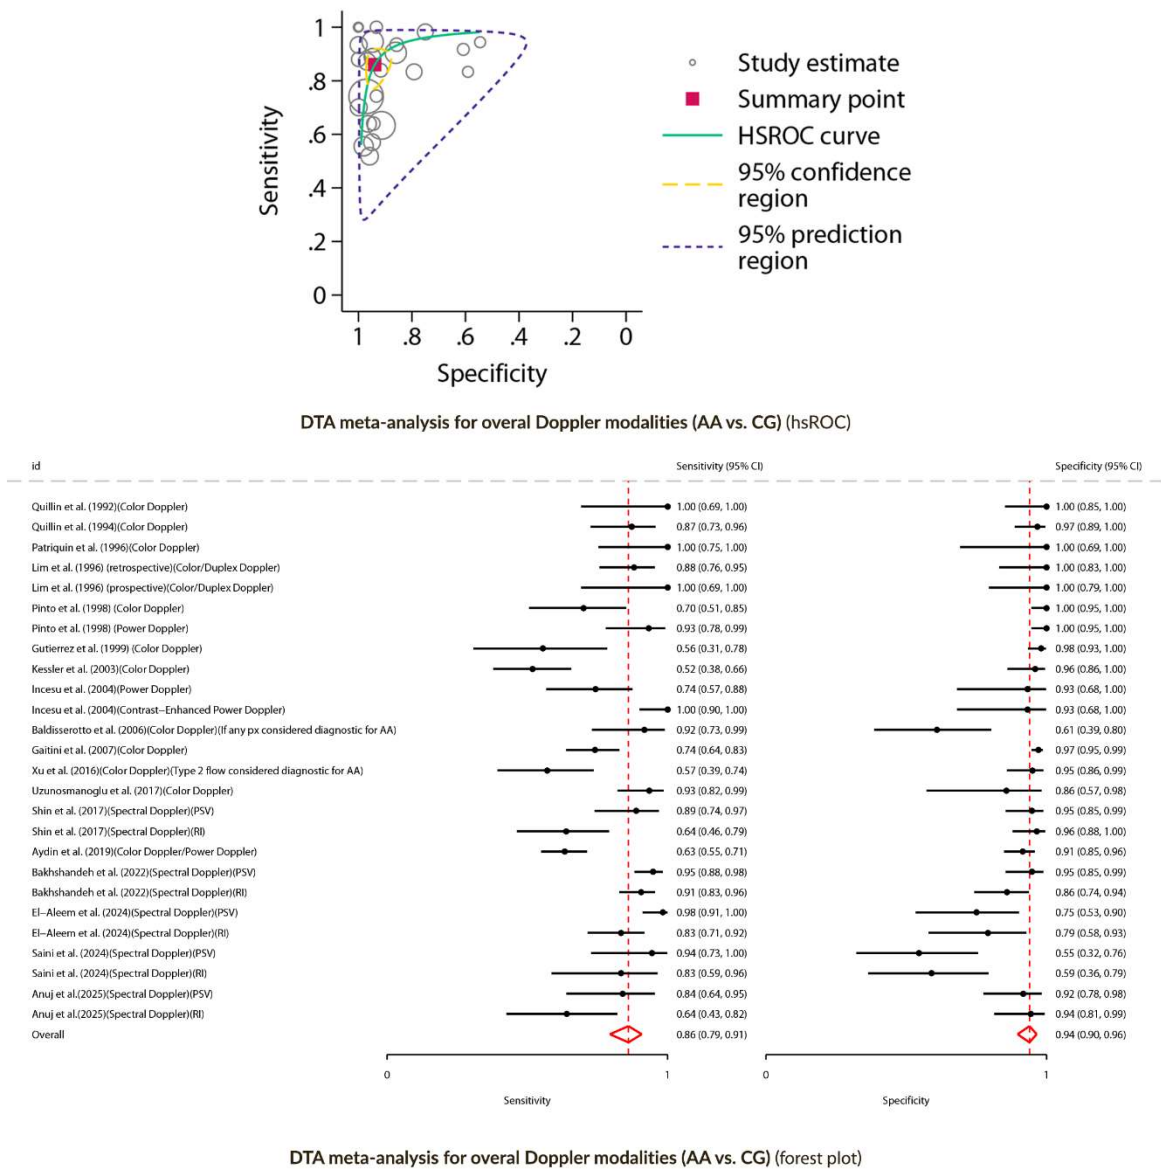 1
.8
.6
.4
.2
0
Sensitivity
1 .8 .6 .4 .2 0
Specificity
Study estimate
Summary point
HSROC curve
95% confidence
region
95% prediction
region
DTA meta-analysis for overal Doppler modalities (AA vs. CG) (hsROC)
id Sensitivity (95% CI) Specificity (95% CI)
Quillin et al. (1992)(Color Doppler) 1.00 (0.69, 1.00) 1.00 (0.85, 1.00)
Quillin et al. (1994)(Color Doppler) 0.87 (0.73, 0.96) 0.97 (0.89, 1.00)
Patriquin et al. (1996)(Color Doppler) 1.00 (0.75, 1.00) 1.00 (0.69, 1.00)
Lim et al. (1996) (retrospective)(Color/Duplex Doppler) 0.88 (0.76, 0.95) 1.00 (0.83, 1.00)
Lim et al. (1996) (prospective)(Color/Duplex Doppler) 1.00 (0.69, 1.00) 1.00 (0.79, 1.00)
Pinto et al. (1998) (Color Doppler) 0.70 (0.51, 0.85) 1.00 (0.95, 1.00)
Pinto et al. (1998) (Power Doppler) 0.93 (0.78, 0.99) 1.00 (0.95, 1.00)
Gutierrez et al. (1999) (Color Doppler) 0.56 (0.31, 0.78) 0.98 (0.93, 1.00)
Kessler et al. (2003)(Color Doppler) 0.52 (0.38, 0.66) 0.96 (0.86, 1.00)
Incesu et al. (2004)(Power Doppler) 0.74 (0.57, 0.88) 0.93 (0.68, 1.00)
Incesu et al. (2004)(Contrast−Enhanced Power Doppler) 1.00 (0.90, 1.00) 0.93 (0.68, 1.00)
Baldisserotto et al. (2006)(Color Doppler)(If any px considered diagnostic for AA) 0.92 (0.73, 0.99) 0.61 (0.39, 0.80)
Gaitini et al. (2007)(Color Doppler) 0.74 (0.64, 0.83) 0.97 (0.95, 0.99)
Xu et al. (2016)(Color Doppler)(Type 2 flow considered diagnostic for AA) 0.57 (0.39, 0.74) 0.95 (0.86, 0.99)
Uzunosmanoglu et al. (2017)(Color Doppler) 0.93 (0.82, 0.99) 0.86 (0.57, 0.98)
Shin et al. (2017)(Spectral Doppler)(PSV) 0.89 (0.74, 0.97) 0.95 (0.85, 0.99)
Shin et al. (2017)(Spectral Doppler)(RI) 0.64 (0.46, 0.79) 0.96 (0.88, 1.00)
Aydin et al. (2019)(Color Doppler/Power Doppler) 0.63 (0.55, 0.71) 0.91 (0.85, 0.96)
Bakhshandeh et al. (2022)(Spectral Doppler)(PSV) 0.95 (0.88, 0.98) 0.95 (0.85, 0.99)
Bakhshandeh et al. (2022)(Spectral Doppler)(RI) 0.91 (0.83, 0.96) 0.86 (0.74, 0.94)
El−Aleem et al. (2024)(Spectral Doppler)(PSV) 0.98 (0.91, 1.00) 0.75 (0.53, 0.90)
El−Aleem et al. (2024)(Spectral Doppler)(RI) 0.83 (0.71, 0.92) 0.79 (0.58, 0.93)
Saini et al. (2024)(Spectral Doppler)(PSV) 0.94 (0.73, 1.00) 0.55 (0.32, 0.76)
Saini et al. (2024)(Spectral Doppler)(RI) 0.83 (0.59, 0.96) 0.59 (0.36, 0.79)
Anuj et al.(2025)(Spectral Doppler)(PSV) 0.84 (0.64, 0.95) 0.92 (0.78, 0.98)
Anuj et al.(2025)(Spectral Doppler)(RI) 0.64 (0.43, 0.82) 0.94 (0.81, 0.99)
Overall 0.86 (0.79, 0.91) 0.94 (0.90, 0.96)
0 1 0 1
Sensitivity Specificity
DTA meta-analysis for overal Doppler modalities (AA vs. CG) (forest plot)